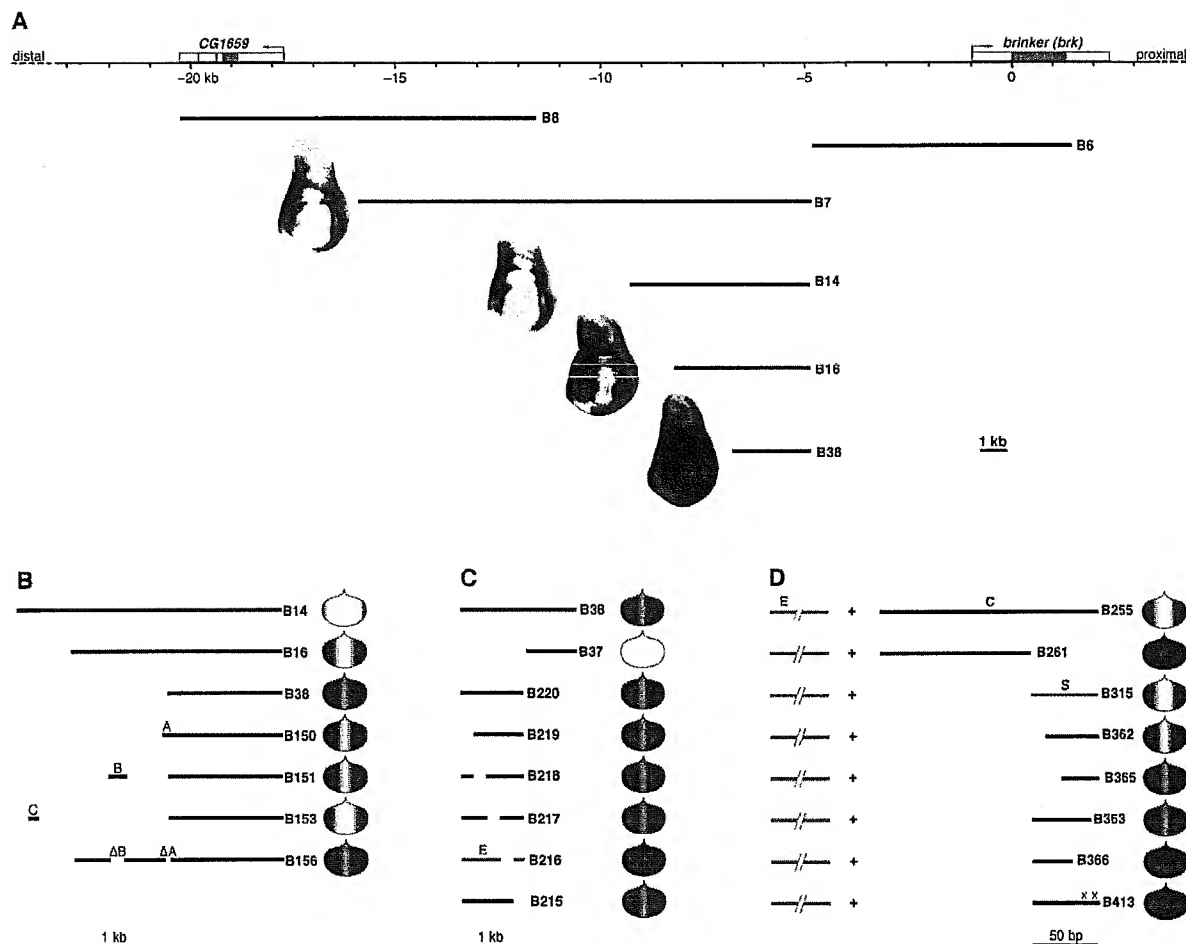 A
CG1659
brinker (brk)
distal
proximal
−20 kb
−15
−10
−5
0
B8
B6
B7
B14
B16
B38
1 kb
B
B14
B16
B38
A
B150
B
B151
C
B153
ΔB ΔA
B156
1 kb
C
B38
B37
B220
B219
B218
B217
E
B216
B215
1 kb
D
E + C B255
+ B261
+ S B315
+ B362
+ B365
+ B363
+ B366
+ x x B413
50 bp